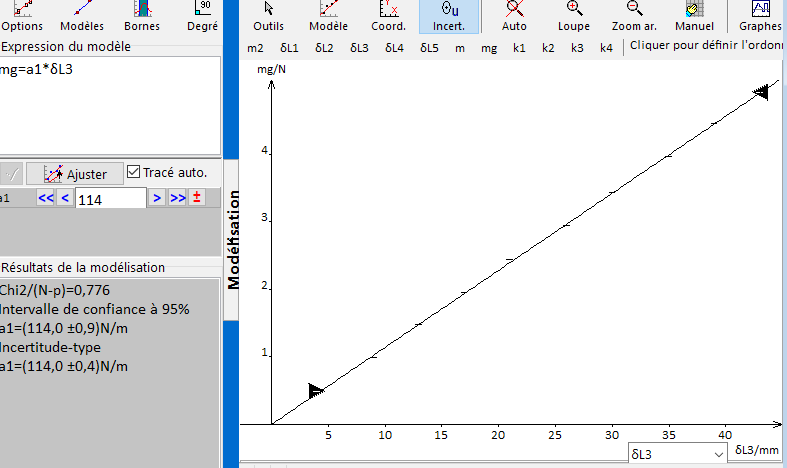 Options Modèles Bornes Degré
Outils Modèle Coord. Incert. Auto Loupe Zoom ar. Manuel Graphes
Expression du modèle
m2 δL1 δL2 δL3 δL4 δL5 m mg k1 k2 k3 k4 Cliquer pour définir l'ordon
mg=a1*δL3
Ajuster Tracé auto.
a1 << < 114 > >> ±
Modélisation
Résultats de la modélisation
Chi2/(N-p)=0,776
Intervalle de confiance à 95%
a1=(114,0 ±0,9)N/m
Incertitude-type
a1=(114,0 ±0,4)N/m
mg/N
4
3
2
1
5 10 15 20 25 30 35 40
δL3/mm
δL3